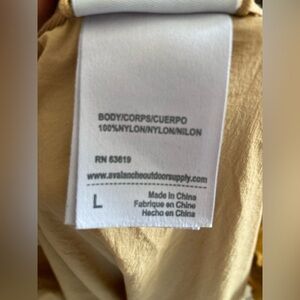 BODY/CORPS/CUERPO
100%NYLON/NYLON/NILON
RN 63619
www.avalancheoutdoorsupply.com
L
Made in China
Fabrique en Chine
Hecho en China